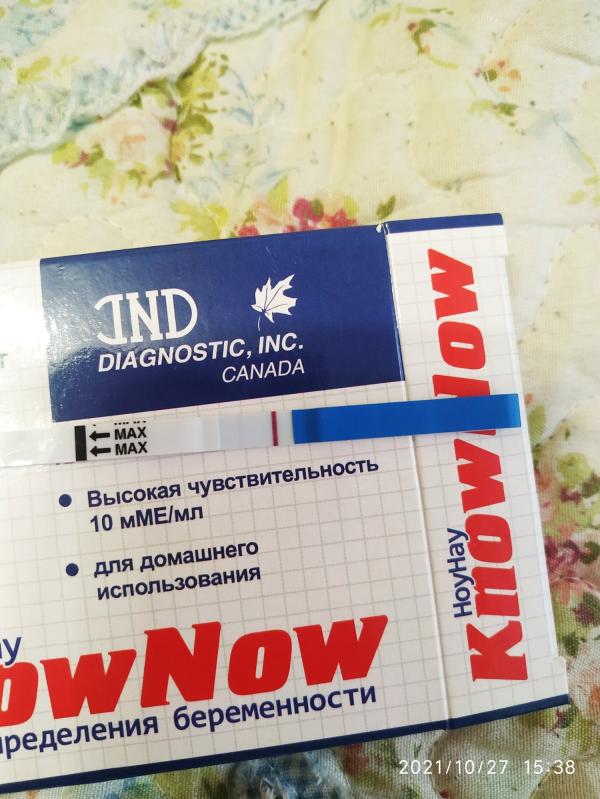 IND
DIAGNOSTIC, INC.
CANADA
MAX
MAX
• Высокая чувствительность
10 мМЕ/мл
• для домашнего
использования
KnowNow
НоуНау
owNow
пределения беременности
2021/10/27 15:38